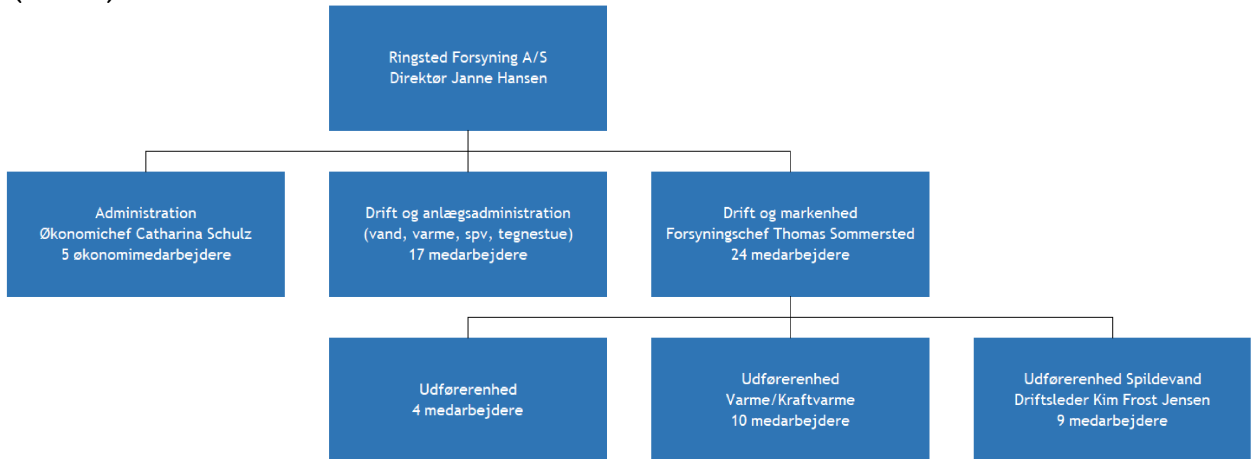 Ringsted Forsyning A/S
Direktør Janne Hansen
Administration
Økonomichef Catharina Schulz
5 økonomimedarbejdere
Drift og anlægsadministration
(vand, varme, spv, tegnestue)
17 medarbejdere
Drift og markenhed
Forsyningschef Thomas Sommersted
24 medarbejdere
Udførerenhed
4 medarbejdere
Udførerenhed
Varme/Kraftvarme
10 medarbejdere
Udførerenhed Spildevand
Driftsleder Kim Frost Jensen
9 medarbejdere